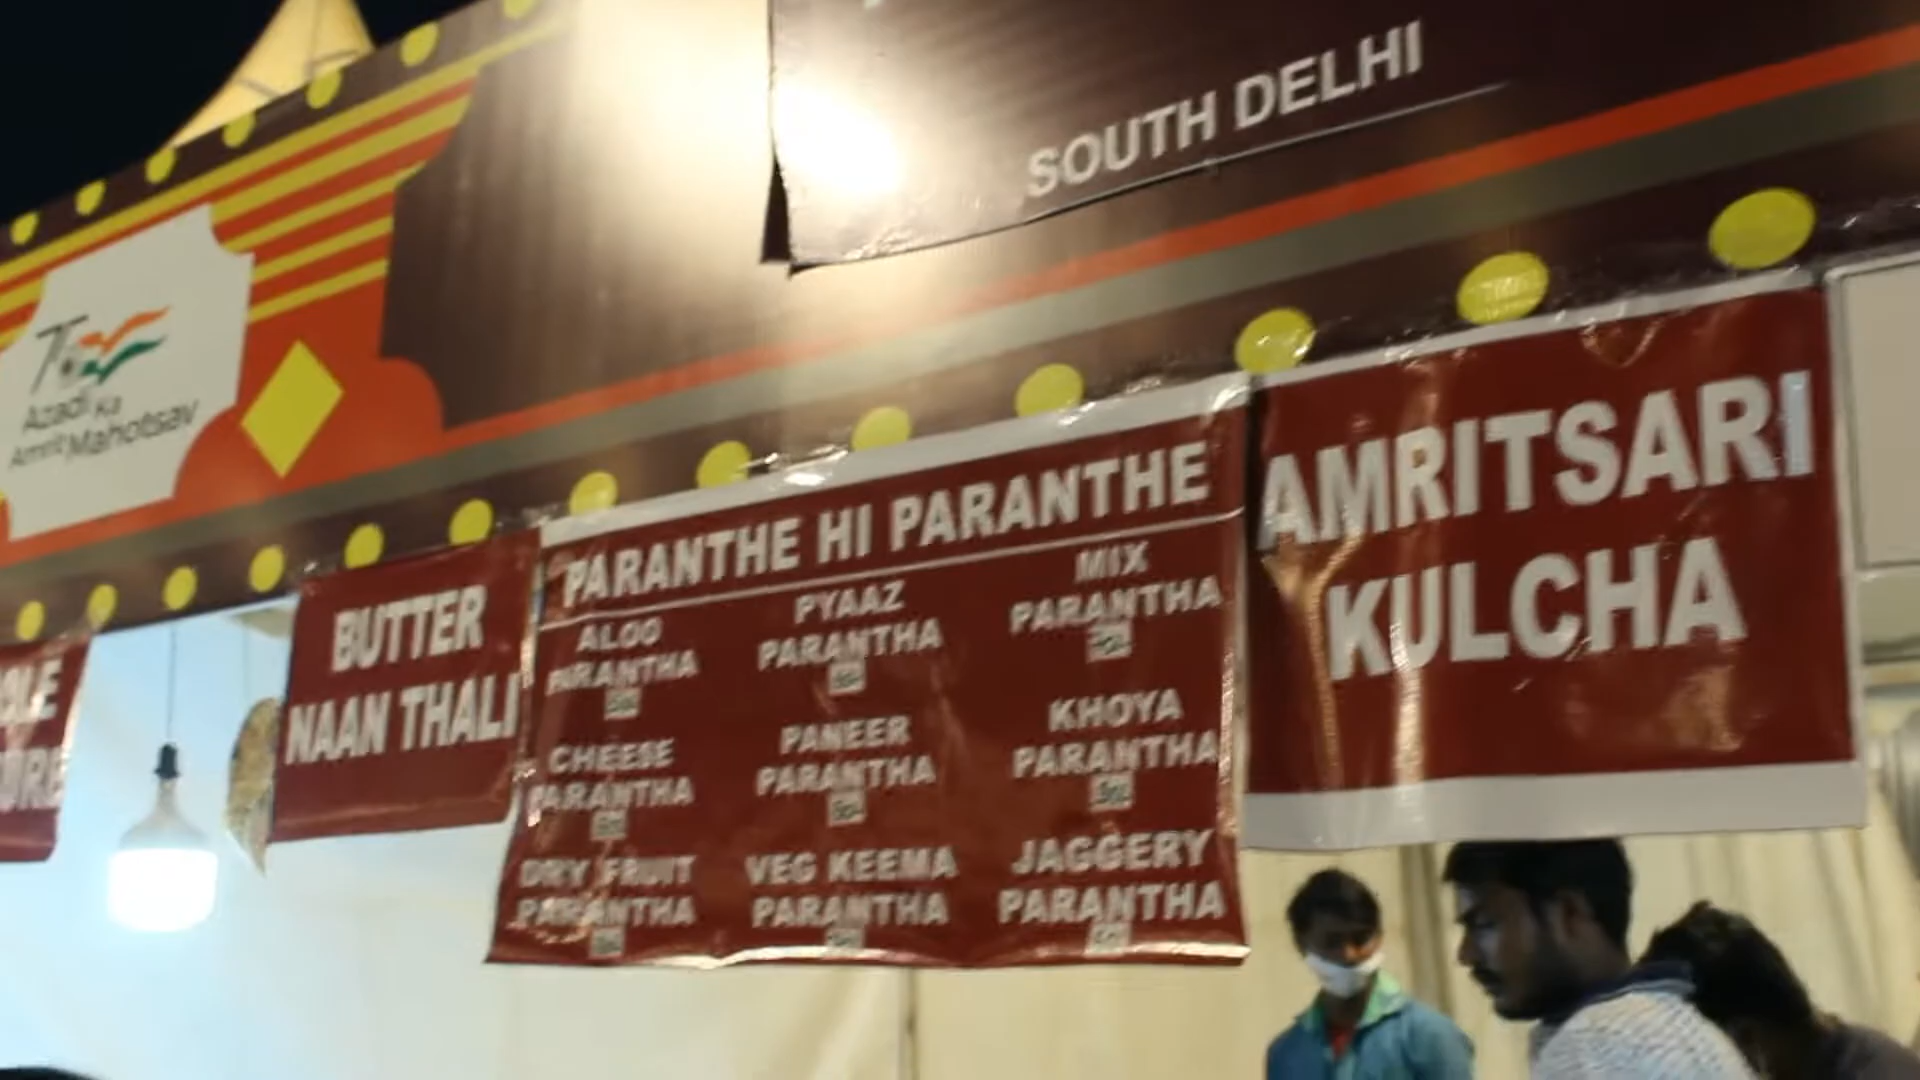 SOUTH DELHI
75
Azadi Ka
Amrit Mahotsav
BUTTER
NAAN THALI
PARANTHE HI PARANTHE
ALOO
PARANTHA
PYAAZ
PARANTHA
MIX
PARANTHA
CHEESE
PARANTHA
PANEER
PARANTHA
KHOYA
PARANTHA
DRY FRUIT
PARANTHA
VEG KEEMA
PARANTHA
JAGGERY
PARANTHA
AMRITSARI
KULCHA